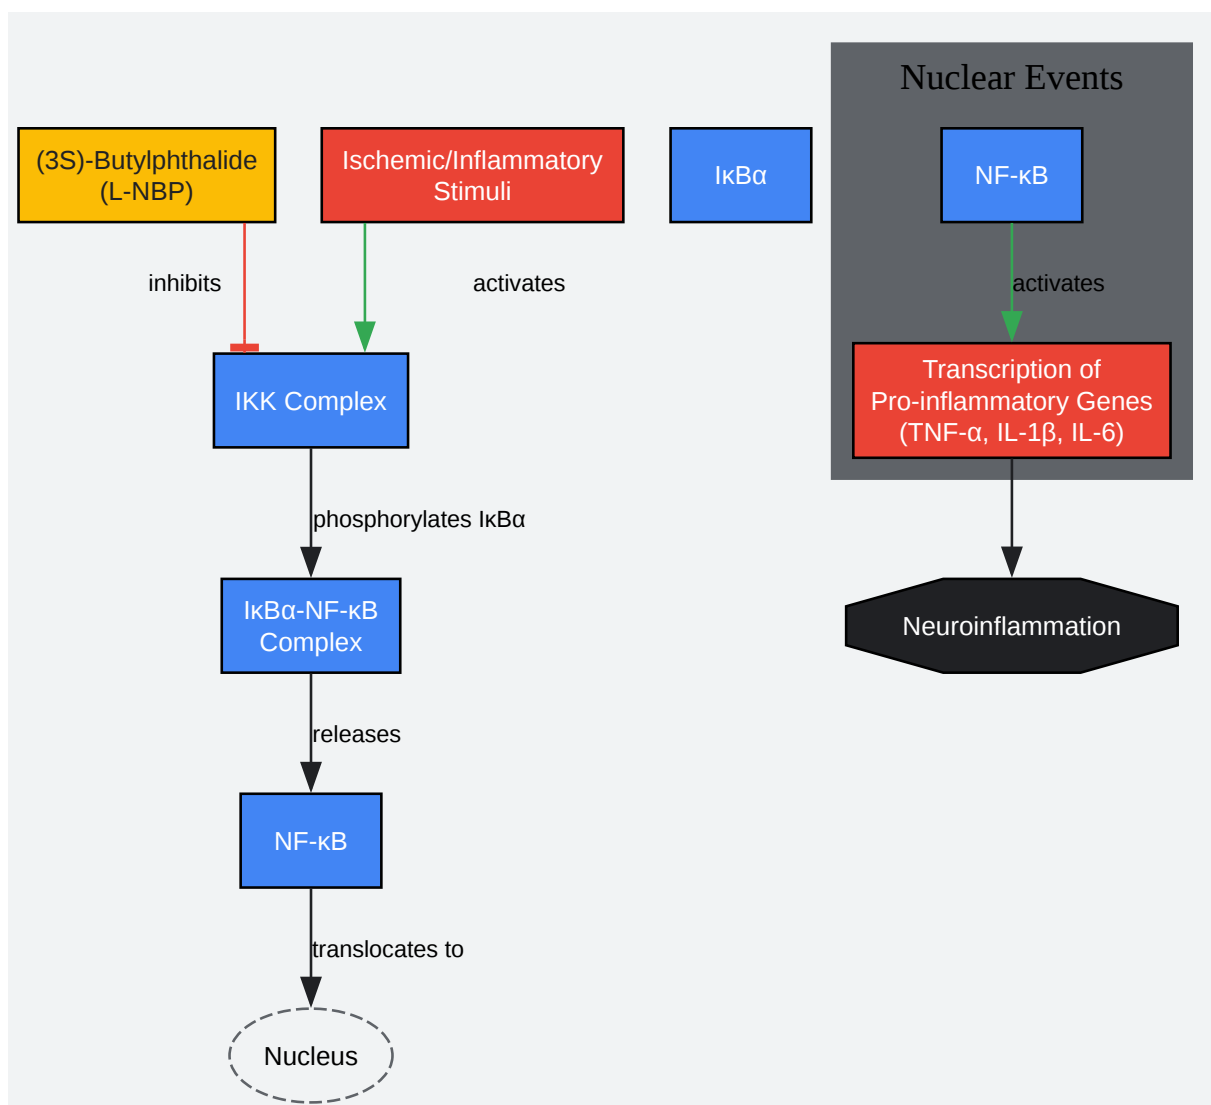 Nuclear Events
(3S)-Butylphthalide
(L-NBP)
Ischemic/Inflammatory
Stimuli
IκBα
NF-κB
inhibits
activates
activates
IKK Complex
Transcription of
Pro-inflammatory Genes
(TNF-α, IL-1β, IL-6)
phosphorylates IκBα
IκBα-NF-κB
Complex
Neuroinflammation
releases
NF-κB
translocates to
Nucleus